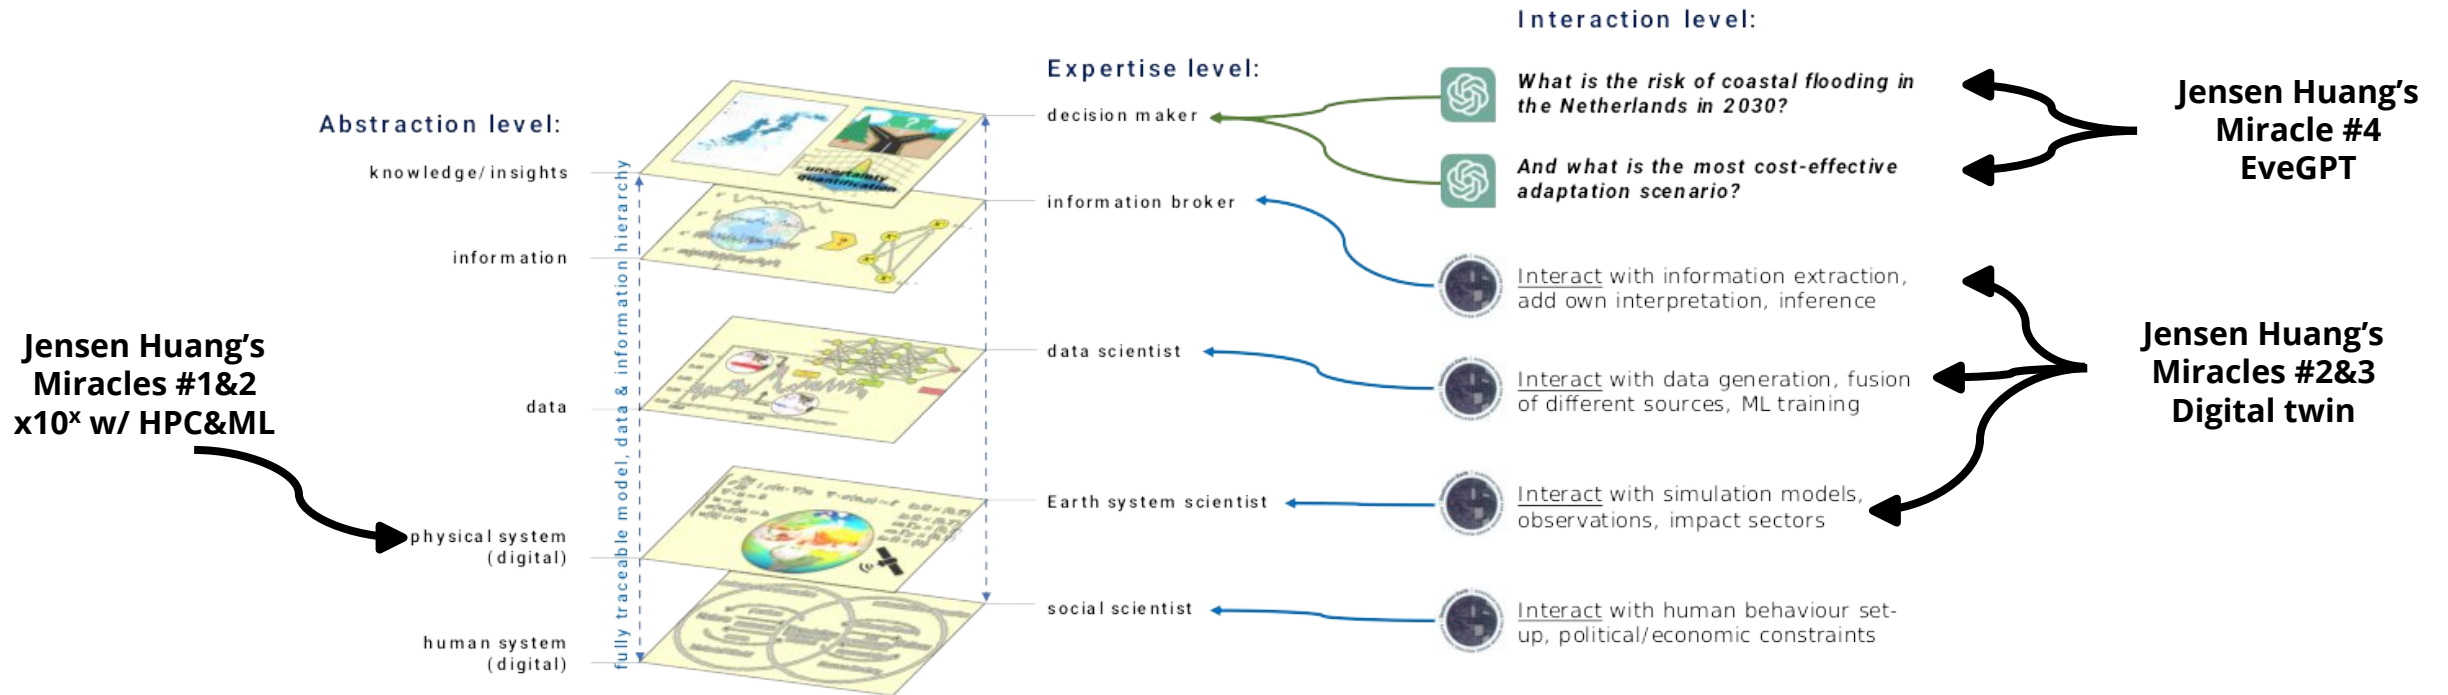 Interaction level:
Expertise level:
Abstraction level:
What is the risk of coastal flooding in
the Netherlands in 2030?
And what is the most cost-effective
adaptation scenario?
Interact with information extraction,
add own interpretation, inference
Interact with data generation, fusion
of different sources, ML training
Interact with simulation models,
observations, impact sectors
Interact with human behaviour set-
up, political/economic constraints
decision maker
information broker
data scientist
Earth system scientist
social scientist
knowledge/insights
information
data
physical system
(digital)
human system
(digital)
fully traceable model, data & information hierarchy
uncertainty
quantification
?
Jensen Huang’s
Miracles #1&2
x10ˣ w/ HPC&ML
Jensen Huang’s
Miracle #4
EveGPT
Jensen Huang’s
Miracles #2&3
Digital twin